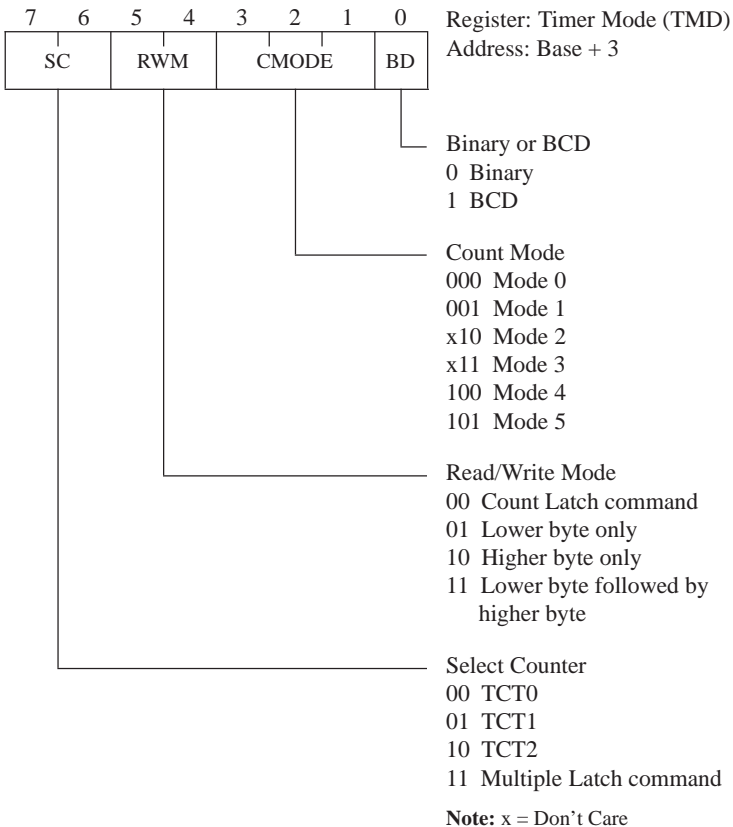 7 6 5 4 3 2 1 0 Register: Timer Mode (TMD)
Address: Base + 3
SC RWM CMODE BD
Binary or BCD
0 Binary
1 BCD
Count Mode
000 Mode 0
001 Mode 1
x10 Mode 2
x11 Mode 3
100 Mode 4
101 Mode 5
Read/Write Mode
00 Count Latch command
01 Lower byte only
10 Higher byte only
11 Lower byte followed by
higher byte
Select Counter
00 TCT0
01 TCT1
10 TCT2
11 Multiple Latch command
Note: x = Don’t Care